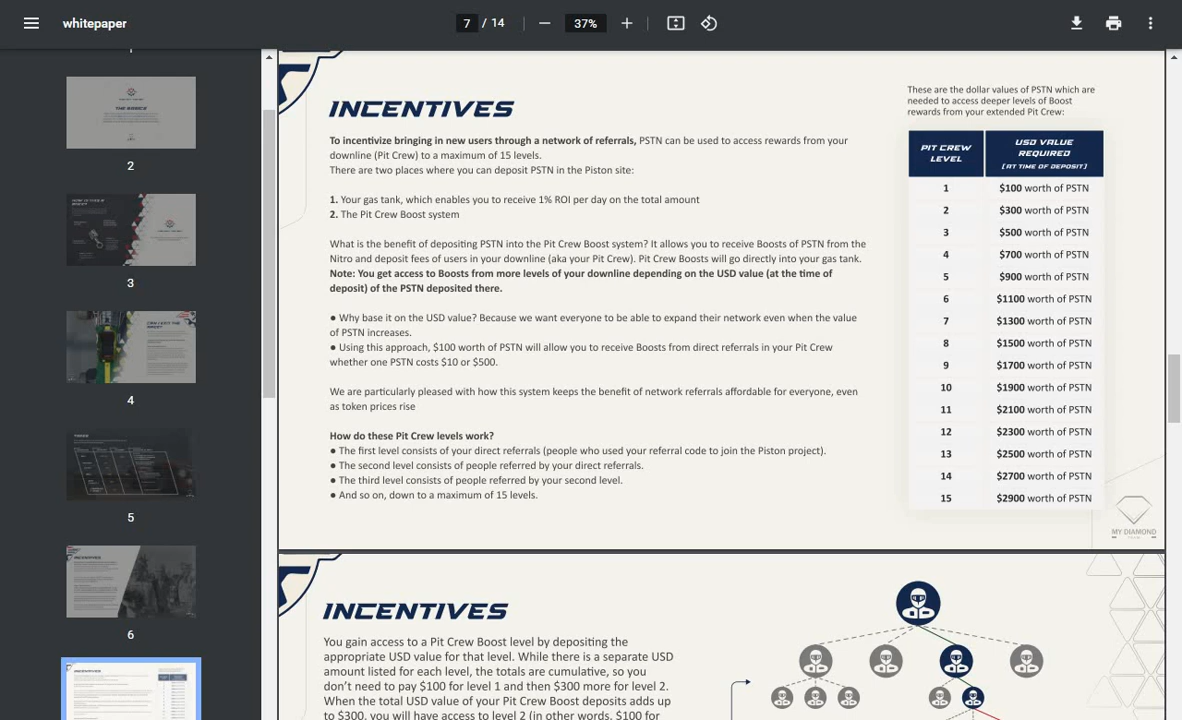 whitepaper
7 / 14
37%
1
2
3
4
5
6
INCENTIVES
To incentivize bringing in new users through a network of referrals, PSTN can be used to access rewards from your
downline (Pit Crew) to a maximum of 15 levels.
There are two places where you can deposit PSTN in the Piston site:
1. Your gas tank, which enables you to receive 1% ROI per day on the total amount
2. The Pit Crew Boost system
What is the benefit of depositing PSTN into the Pit Crew Boost system? It allows you to receive Boosts of PSTN from the
Nitro and deposit fees of users in your downline (aka your Pit Crew). Pit Crew Boosts will go directly into your gas tank.
Note: You get access to Boosts from more levels of your downline depending on the USD value (at the time of
deposit) of the PSTN deposited there.
● Why base it on the USD value? Because we want everyone to be able to expand their network even when the value
of PSTN increases.
● Using this approach, $100 worth of PSTN will allow you to receive Boosts from direct referrals in your Pit Crew
whether one PSTN costs $10 or $500.
We are particularly pleased with how this system keeps the benefit of network referrals affordable for everyone, even
as token prices rise
How do these Pit Crew levels work?
● The first level consists of your direct referrals (people who used your referral code to join the Piston project).
● The second level consists of people referred by your direct referrals.
● The third level consists of people referred by your second level.
● And so on, down to a maximum of 15 levels.
These are the dollar values of PSTN which are
needed to access deeper levels of Boost
rewards from your extended Pit Crew:
PIT CREW LEVEL USD VALUE REQUIRED (AT TIME OF DEPOSIT)
1 $100 worth of PSTN
2 $300 worth of PSTN
3 $500 worth of PSTN
4 $700 worth of PSTN
5 $900 worth of PSTN
6 $1100 worth of PSTN
7 $1300 worth of PSTN
8 $1500 worth of PSTN
9 $1700 worth of PSTN
10 $1900 worth of PSTN
11 $2100 worth of PSTN
12 $2300 worth of PSTN
13 $2500 worth of PSTN
14 $2700 worth of PSTN
15 $2900 worth of PSTN
MY DIAMOND
INCENTIVES
You gain access to a Pit Crew Boost level by depositing the
appropriate USD value for that level. While there is a separate USD
amount listed for each level, the totals are cumulative, so you
don't need to pay $100 for level 1 and then $300 more for level 2.
When the total USD value of your Pit Crew Boost deposits adds up
to $300, you will have access to level 2 (in other words, $100 for